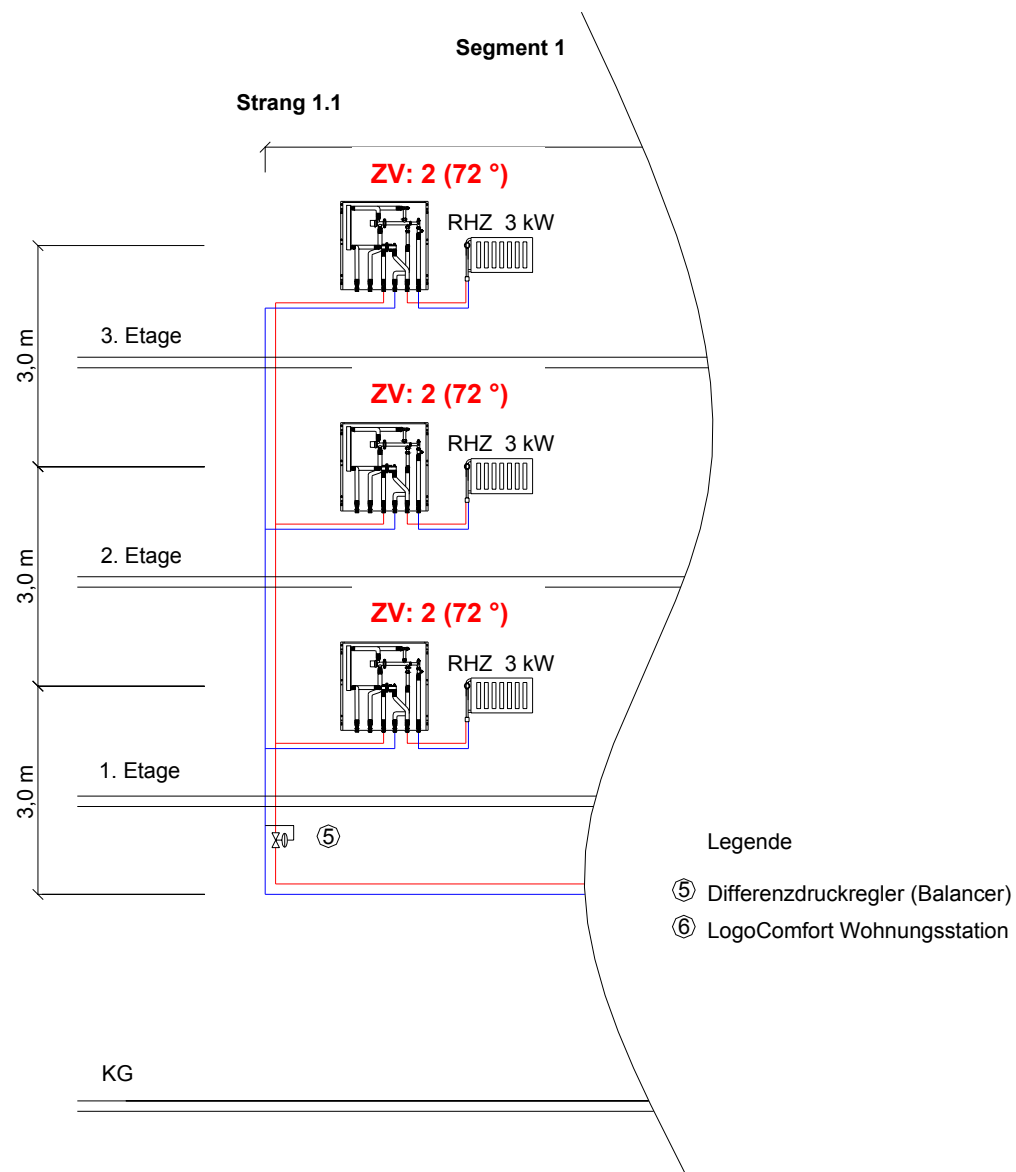 Segment 1
Strang 1.1
ZV: 2 (72 °)
RHZ 3 kW
3. Etage
3,0 m
ZV: 2 (72 °)
RHZ 3 kW
2. Etage
3,0 m
ZV: 2 (72 °)
RHZ 3 kW
1. Etage
3,0 m
5
Legende
5 Differenzdruckregler (Balancer)
6 LogoComfort Wohnungsstation
KG